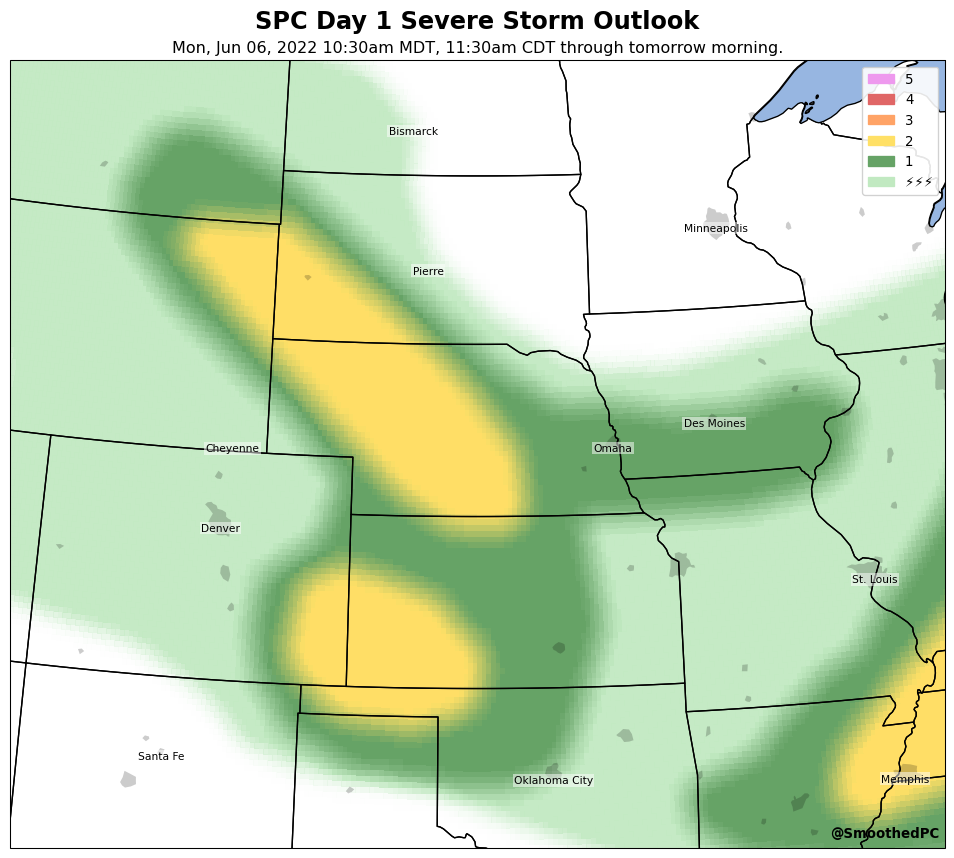 SPC Day 1 Severe Storm Outlook
Mon, Jun 06, 2022 10:30am MDT, 11:30am CDT through tomorrow morning.
5
4
3
2
1
⚡⚡⚡
Bismarck
Minneapolis
Pierre
Des Moines
Cheyenne
Omaha
Denver
St. Louis
Santa Fe
Oklahoma City
Memphis
@SmoothedPC